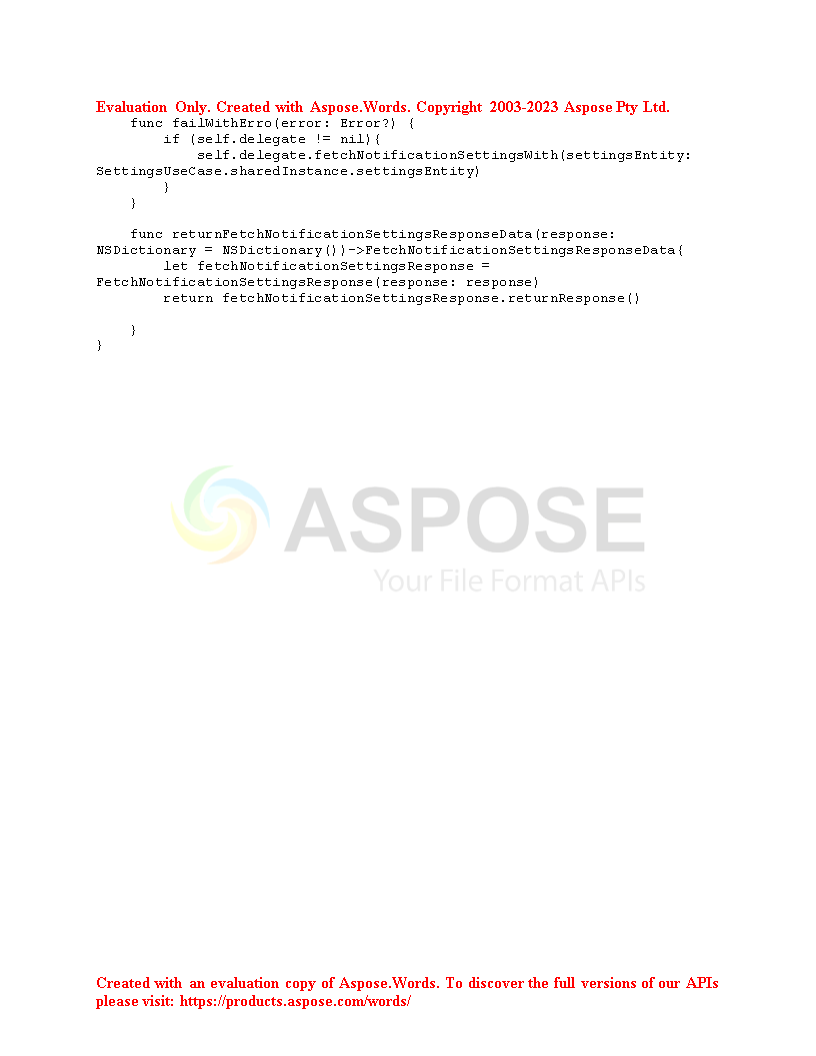 Evaluation Only. Created with Aspose.Words. Copyright 2003-2023 Aspose Pty Ltd.
    func failWithErro(error: Error?) {
        if (self.delegate != nil){
            self.delegate.fetchNotificationSettingsWith(settingsEntity:
SettingsUseCase.sharedInstance.settingsEntity)
        }
    }

    func returnFetchNotificationSettingsResponseData(response:
NSDictionary = NSDictionary())->FetchNotificationSettingsResponseData{
        let fetchNotificationSettingsResponse =
FetchNotificationSettingsResponse(response: response)
        return fetchNotificationSettingsResponse.returnResponse()

    }
}
ASPOSE
Your File Format APIs
Created with an evaluation copy of Aspose.Words. To discover the full versions of our APIs
please visit: https://products.aspose.com/words/